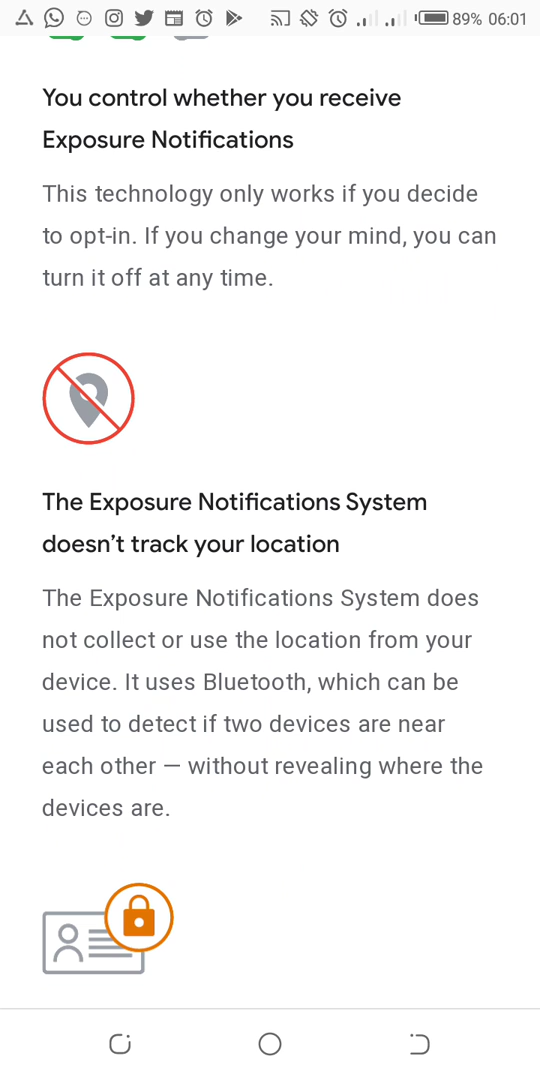 89% 06:01
You control whether you receive
Exposure Notifications
This technology only works if you decide
to opt-in. If you change your mind, you can
turn it off at any time.
The Exposure Notifications System
doesn’t track your location
The Exposure Notifications System does
not collect or use the location from your
device. It uses Bluetooth, which can be
used to detect if two devices are near
each other — without revealing where the
devices are.